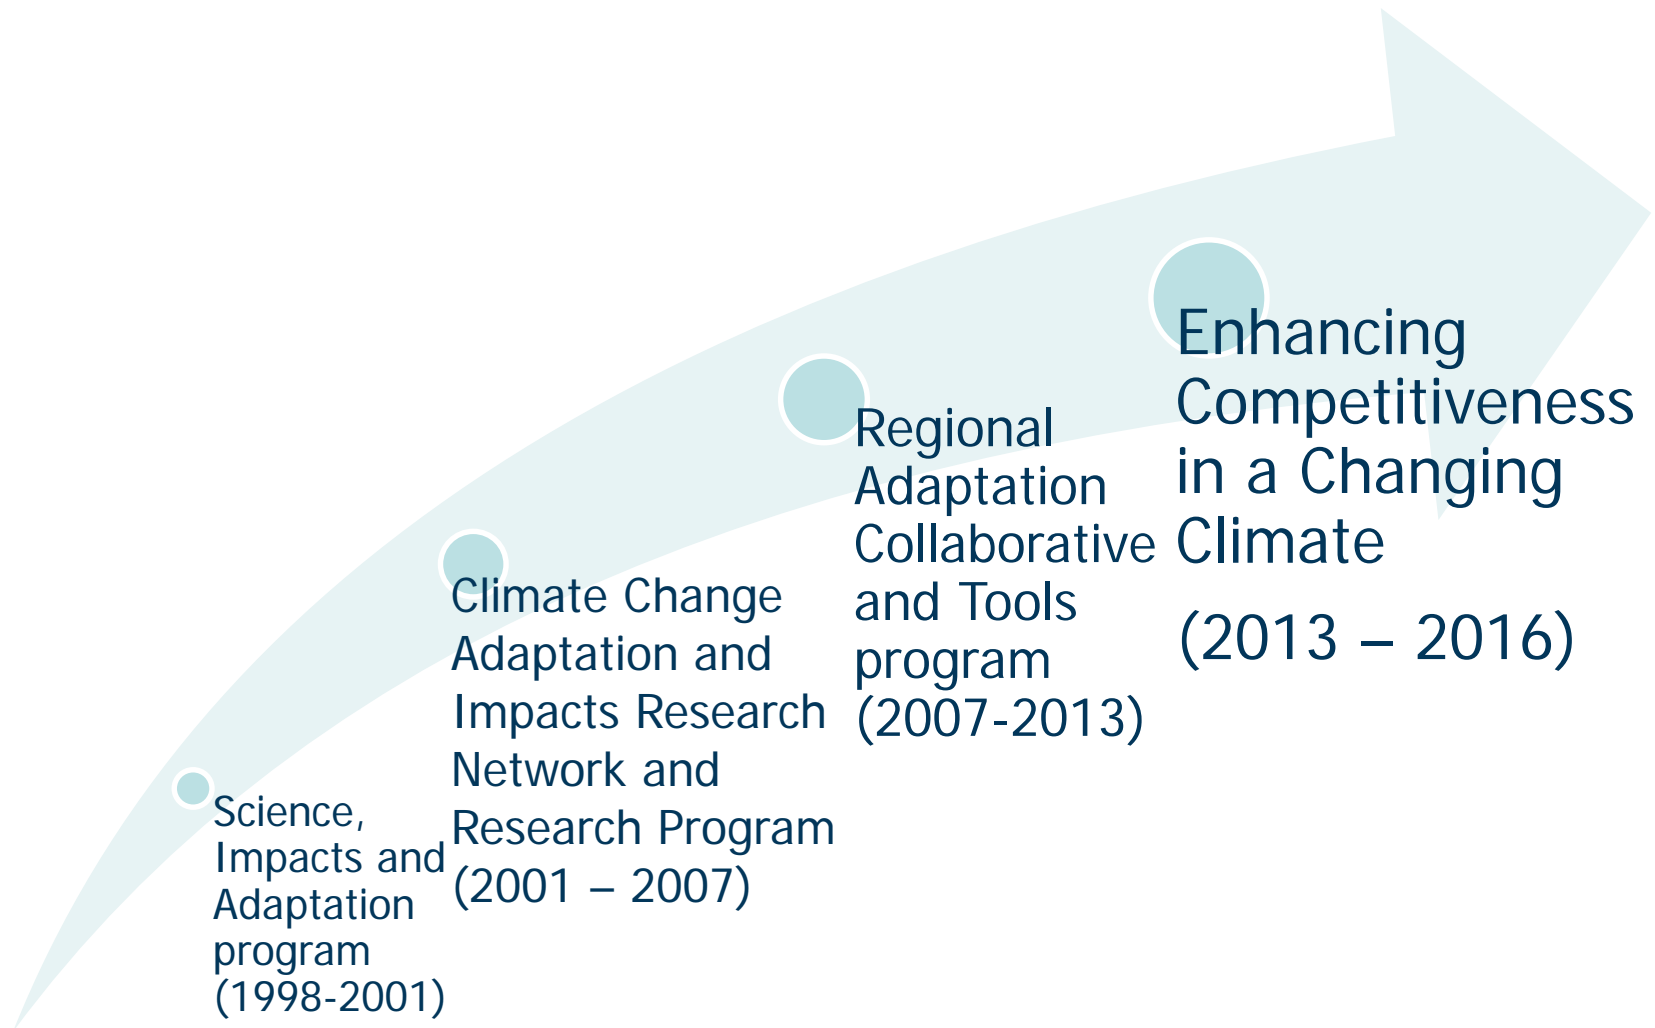 Science,
Impacts and
Adaptation
program
(1998-2001)
Climate Change
Adaptation and
Impacts Research
Network and
Research Program
(2001 – 2007)
Regional
Adaptation
Collaborative
and Tools
program
(2007-2013)
Enhancing
Competitiveness
in a Changing
Climate
(2013 – 2016)